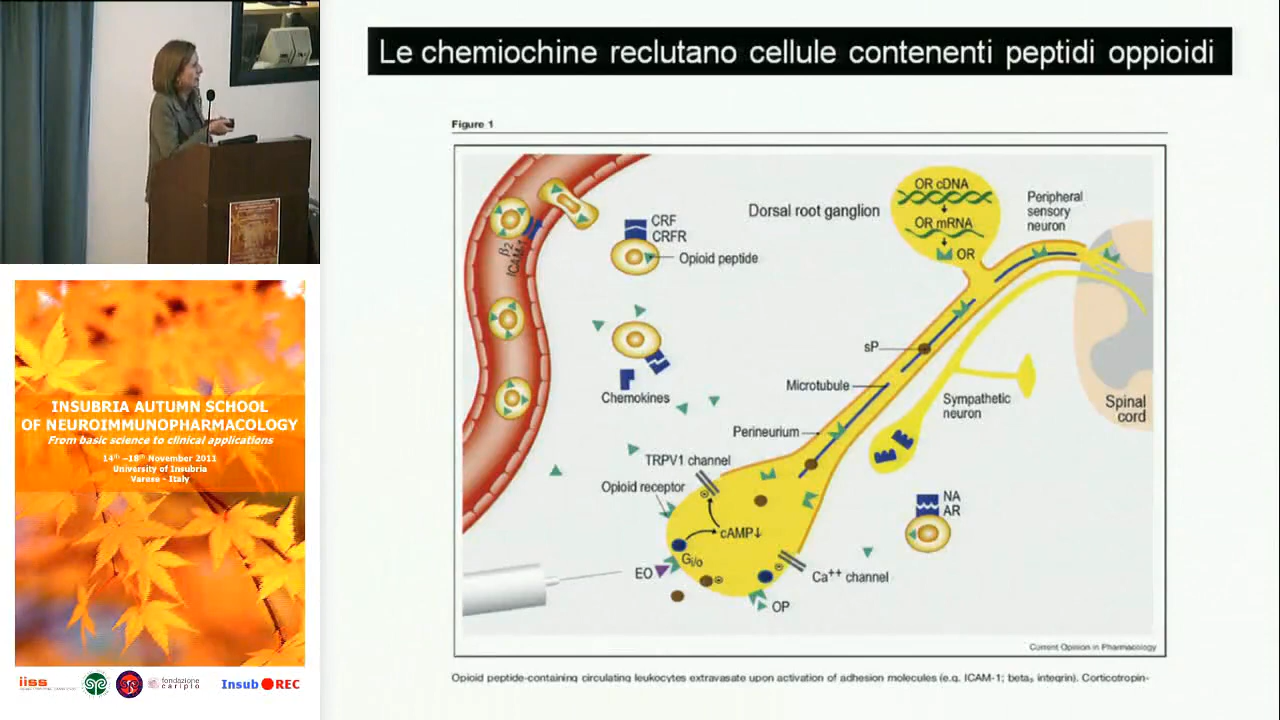 Le chemiochine reclutano cellule contenenti peptidi oppioidi
Figure 1
β2
ICAM-1
CRF
CRFR
Opioid peptide
Chemokines
Dorsal root ganglion
OR cDNA
OR mRNA
OR
Peripheral
sensory
neuron
sP
Microtubule
Perineurium
Sympathetic
neuron
Spinal
cord
TRPV1 channel
Opioid receptor
cAMP↓
Gi/o
EO
OP
Ca++ channel
NA
AR
Current Opinion in Pharmacology
Opioid peptide-containing circulating leukocytes extravasate upon activation of adhesion molecules (e.g. ICAM-1; beta₂ integrin). Corticotropin-
INSUBRIA AUTUMN SCHOOL
OF NEUROIMMUNOPHARMACOLOGY
From basic science to clinical applications
14th –18th November 2011
University of Insubria
Varese - Italy
iiss
fondazione
cariplo
Insub REC